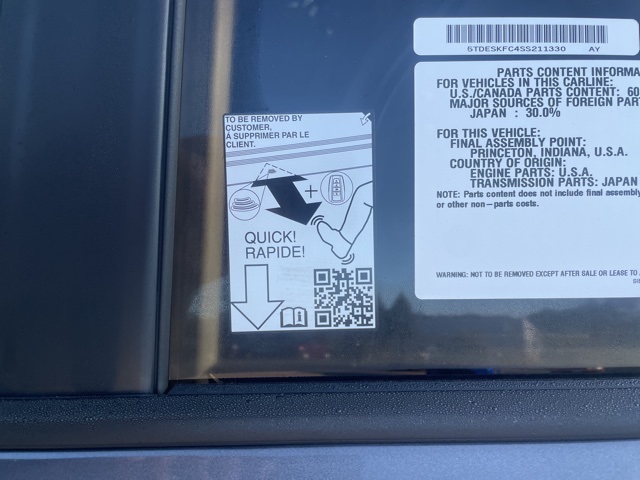 5TDESKFC4SS211330 AY
PARTS CONTENT INFORMA
FOR VEHICLES IN THIS CARLINE:
U.S./CANADA PARTS CONTENT: 60
MAJOR SOURCES OF FOREIGN PAR
JAPAN : 30.0%
FOR THIS VEHICLE:
FINAL ASSEMBLY POINT:
PRINCETON, INDIANA, U.S.A.
COUNTRY OF ORIGIN:
ENGINE PARTS: U.S.A.
TRANSMISSION PARTS: JAPAN
NOTE: Parts content does not include final assembly
or other non-parts costs.
WARNING: NOT TO BE REMOVED EXCEPT AFTER SALE OR LEASE TO
TO BE REMOVED BY
CUSTOMER.
À SUPPRIMER PAR LE
CLIENT.
+
QUICK!
RAPIDE!